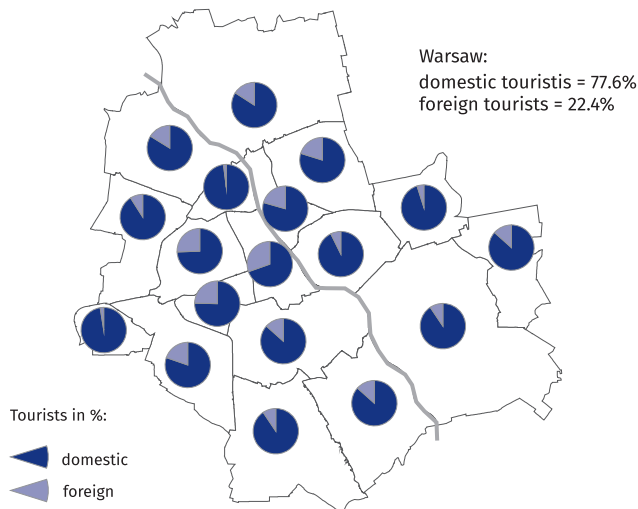 Warsaw:
domestic touristis = 77.6%
foreign tourists = 22.4%
Tourists in %:
domestic
foreign